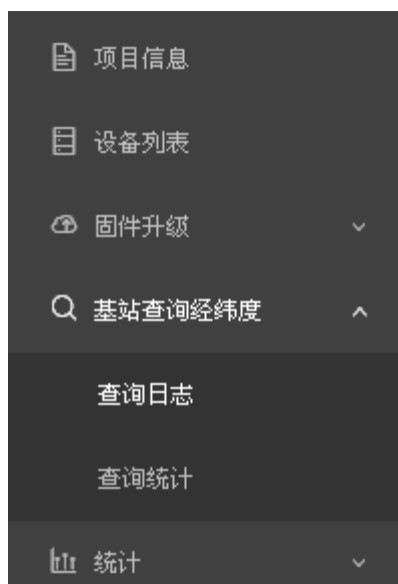 项目信息
设备列表
固件升级
基站查询经纬度
查询日志
查询统计
统计